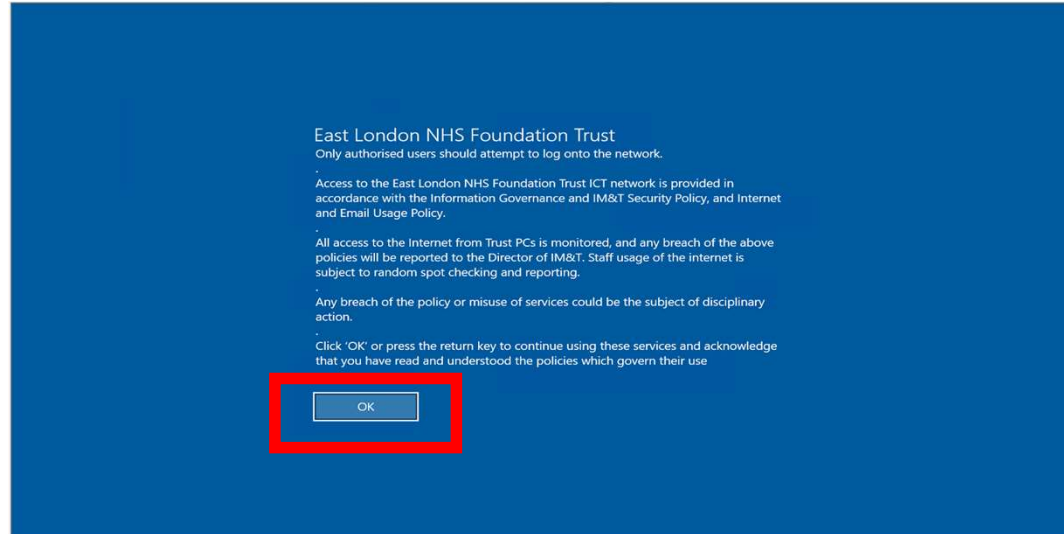 East London NHS Foundation Trust
Only authorised users should attempt to log onto the network.
.
Access to the East London NHS Foundation Trust ICT network is provided in
accordance with the Information Governance and IM&T Security Policy, and Internet
and Email Usage Policy.
.
All access to the Internet from Trust PCs is monitored, and any breach of the above
policies will be reported to the Director of IM&T. Staff usage of the internet is
subject to random spot checking and reporting.
.
Any breach of the policy or misuse of services could be the subject of disciplinary
action.
.
Click 'OK' or press the return key to continue using these services and acknowledge
that you have read and understood the policies which govern their use
OK